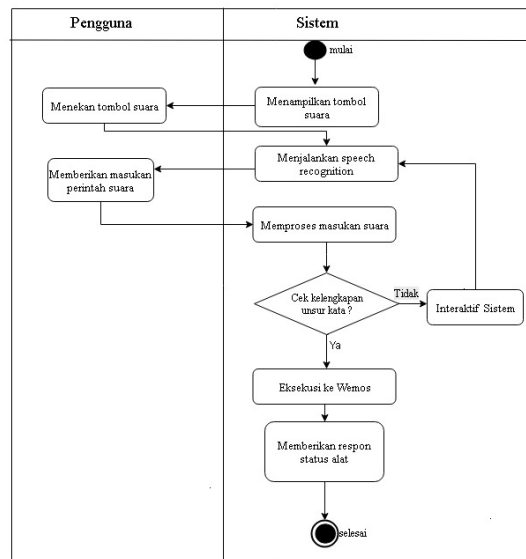 Pengguna
Sistem
mulai
Menampilkan tombol
suara
Menekan tombol suara
Menjalankan speech
recognition
Memberikan masukan
perintah suara
Memproses masukan suara
Cek kelengkapan
unsur kata ?
Tidak
Interaktif Sistem
Ya
Eksekusi ke Wemos
Memberikan respon
status alat
selesai